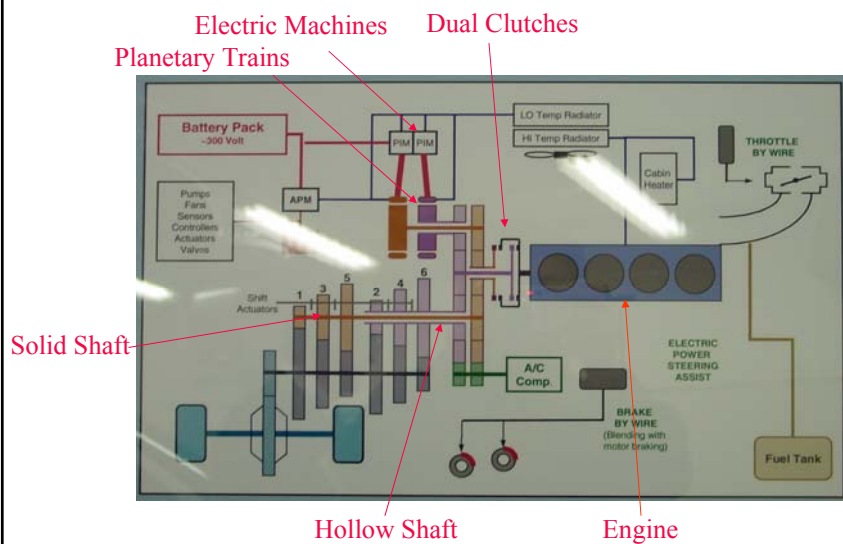 Electric Machines
Dual Clutches
Planetary Trains
Battery Pack
~300 Volt
PIM
PIM
LO Temp Radiator
HI Temp Radiator
THROTTLE
BY WIRE
Cabin
Heater
Pumps
Fans
Sensors
Controllers
Actuators
Valvos
APM
Shift
Actuators
1
3
5
2
4
6
Solid Shaft
A/C
Comp.
ELECTRIC
POWER
STEERING
ASSIST
BRAKE
BY WIRE
(Blending with
motor braking)
Fuel Tank
Hollow Shaft
Engine